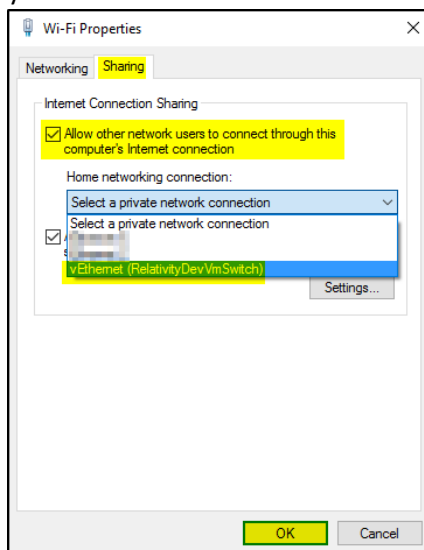 Wi-Fi Properties
Networking Sharing
Internet Connection Sharing
Allow other network users to connect through this
computer's Internet connection
Home networking connection:
Select a private network connection
Select a private network connection
vEthernet (RelativityDevVmSwitch)
Settings...
OK Cancel